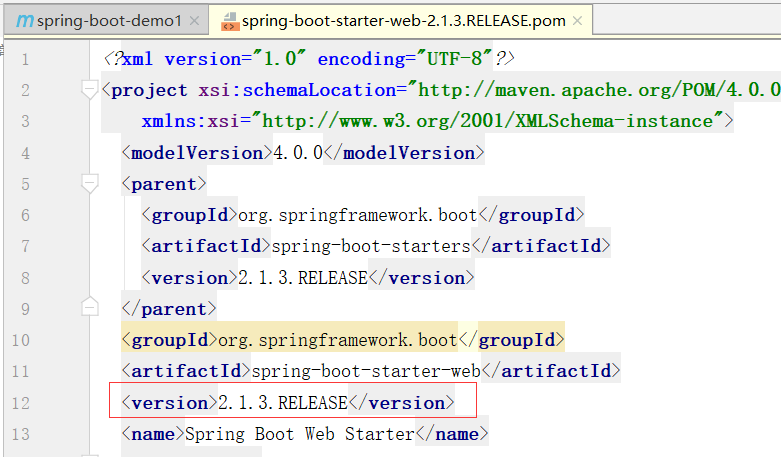 spring-boot-demo1 × spring-boot-starter-web-2.1.3.RELEASE.pom ×
1 <?xml version="1.0" encoding="UTF-8"?>
2 <project xsi:schemaLocation="http://maven.apache.org/POM/4.0.0
3 xmlns:xsi="http://www.w3.org/2001/XMLSchema-instance">
4 <modelVersion>4.0.0</modelVersion>
5 <parent>
6 <groupId>org.springframework.boot</groupId>
7 <artifactId>spring-boot-starters</artifactId>
8 <version>2.1.3.RELEASE</version>
9 </parent>
10 <groupId>org.springframework.boot</groupId>
11 <artifactId>spring-boot-starter-web</artifactId>
12 <version>2.1.3.RELEASE</version>
13 <name>Spring Boot Web Starter</name>